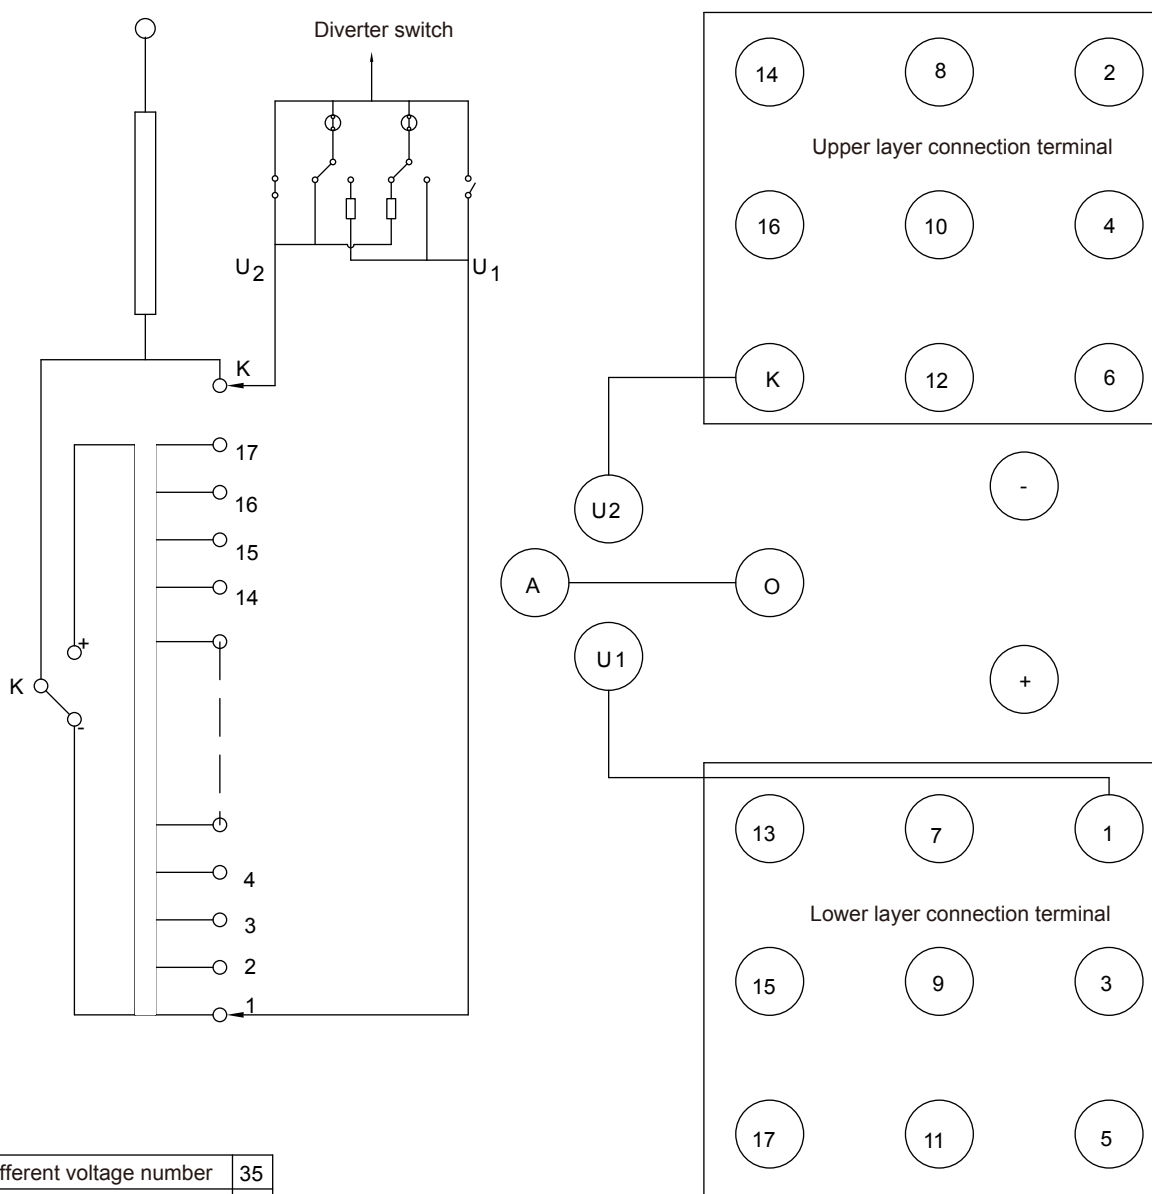 Diverter switch
U2
U1
K
17
16
15
14
+
K
-
4
3
2
1
14
8
2
Upper layer connection terminal
16
10
4
K
12
6
-
U2
A
O
U1
+
13
7
1
Lower layer connection terminal
15
9
3
17
11
5
fferent voltage number 35